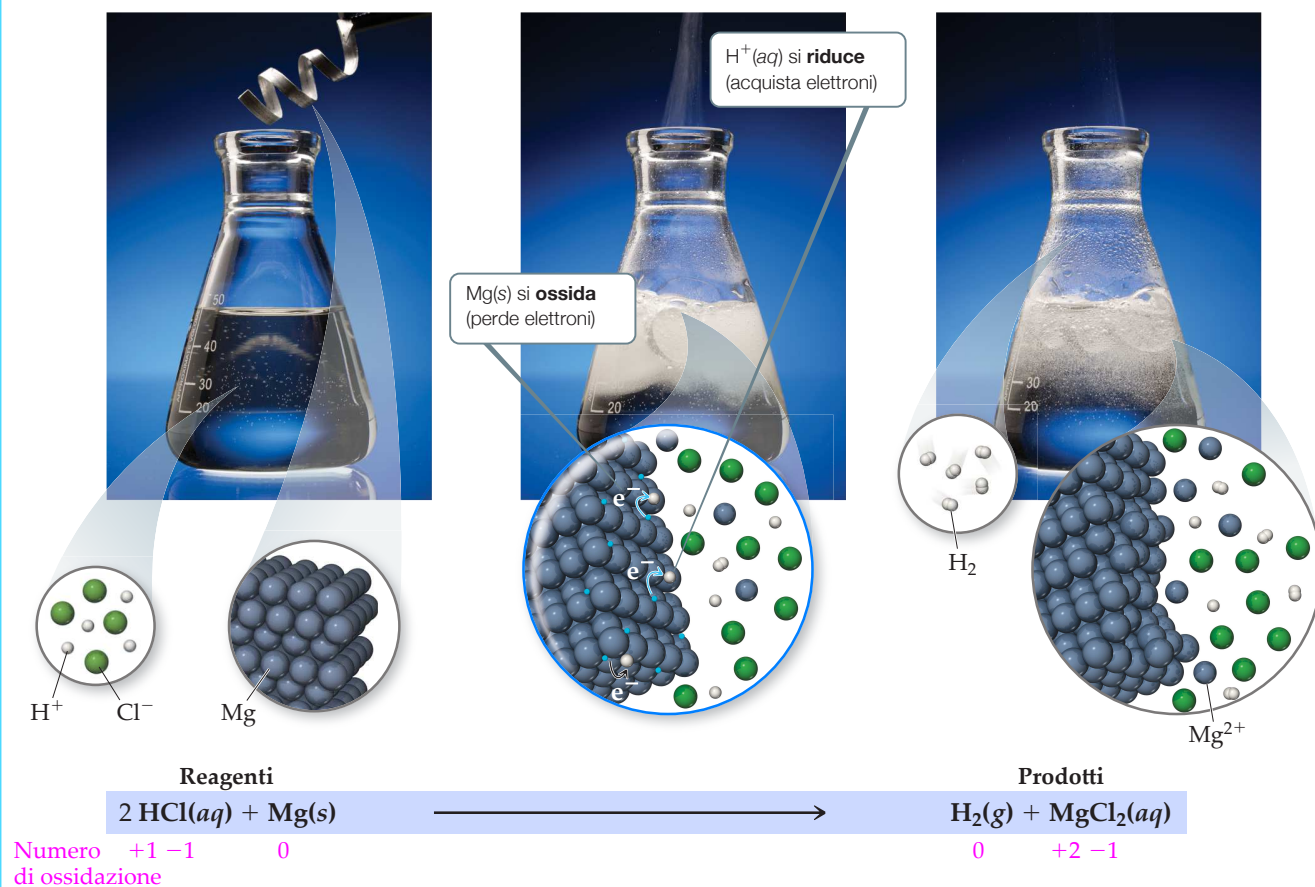 H⁺(aq) si riduce
(acquista elettroni)
Mg(s) si ossida
(perde elettroni)
50
40
30
20
20
30
20
e⁻
e⁻
e⁻
H₂
H⁺
Cl⁻
Mg
Mg²⁺
Reagenti
Prodotti
2 HCl(aq) + Mg(s)
H₂(g) + MgCl₂(aq)
Numero +1 −1 0 0 +2 −1
di ossidazione